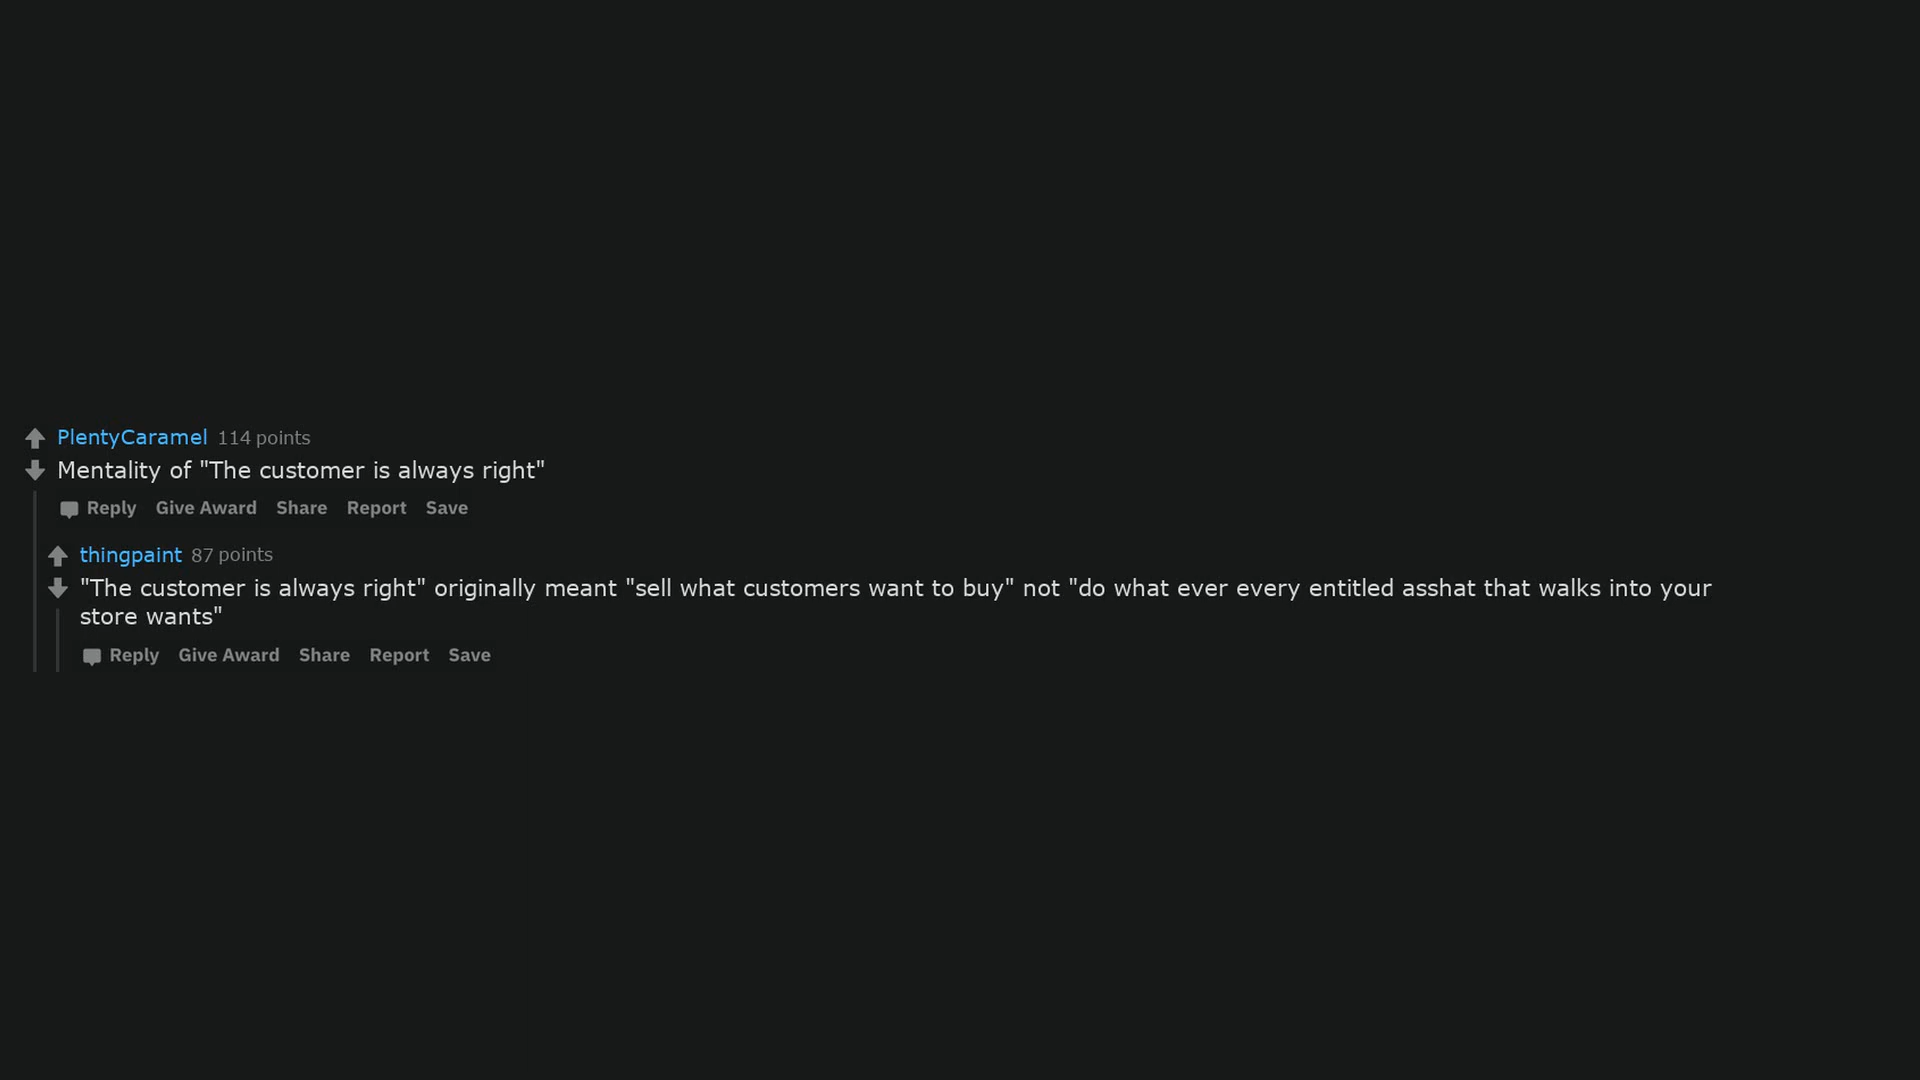 PlentyCaramel 114 points
Mentality of "The customer is always right"
Reply Give Award Share Report Save
thingpaint 87 points
"The customer is always right" originally meant "sell what customers want to buy" not "do what ever every entitled asshat that walks into your
store wants"
Reply Give Award Share Report Save